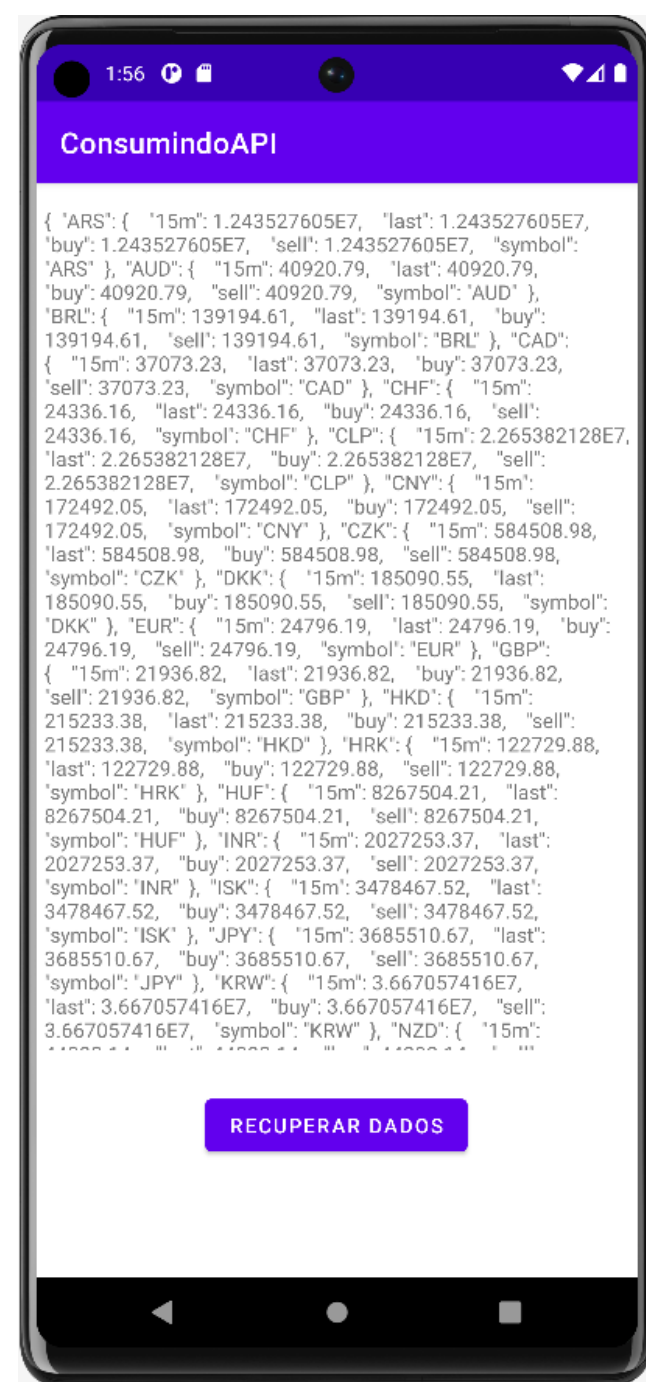 1:56
ConsumindoAPI
{ "ARS": { "15m": 1.243527605E7, "last": 1.243527605E7,
"buy": 1.243527605E7, "sell": 1.243527605E7, "symbol":
"ARS" }, "AUD": { "15m": 40920.79, "last": 40920.79,
"buy": 40920.79, "sell": 40920.79, "symbol": "AUD" },
"BRL": { "15m": 139194.61, "last": 139194.61, "buy":
139194.61, "sell": 139194.61, "symbol": "BRL" }, "CAD":
{ "15m": 37073.23, "last": 37073.23, "buy": 37073.23,
"sell": 37073.23, "symbol": "CAD" }, "CHF": { "15m":
24336.16, "last": 24336.16, "buy": 24336.16, "sell":
24336.16, "symbol": "CHF" }, "CLP": { "15m": 2.265382128E7,
"last": 2.265382128E7, "buy": 2.265382128E7, "sell":
2.265382128E7, "symbol": "CLP" }, "CNY": { "15m":
172492.05, "last": 172492.05, "buy": 172492.05, "sell":
172492.05, "symbol": "CNY" }, "CZK": { "15m": 584508.98,
"last": 584508.98, "buy": 584508.98, "sell": 584508.98,
"symbol": "CZK" }, "DKK": { "15m": 185090.55, "last":
185090.55, "buy": 185090.55, "sell": 185090.55, "symbol":
"DKK" }, "EUR": { "15m": 24796.19, "last": 24796.19, "buy":
24796.19, "sell": 24796.19, "symbol": "EUR" }, "GBP":
{ "15m": 21936.82, "last": 21936.82, "buy": 21936.82,
"sell": 21936.82, "symbol": "GBP" }, "HKD": { "15m":
215233.38, "last": 215233.38, "buy": 215233.38, "sell":
215233.38, "symbol": "HKD" }, "HRK": { "15m": 122729.88,
"last": 122729.88, "buy": 122729.88, "sell": 122729.88,
"symbol": "HRK" }, "HUF": { "15m": 8267504.21, "last":
8267504.21, "buy": 8267504.21, "sell": 8267504.21,
"symbol": "HUF" }, "INR": { "15m": 2027253.37, "last":
2027253.37, "buy": 2027253.37, "sell": 2027253.37,
"symbol": "INR" }, "ISK": { "15m": 3478467.52, "last":
3478467.52, "buy": 3478467.52, "sell": 3478467.52,
"symbol": "ISK" }, "JPY": { "15m": 3685510.67, "last":
3685510.67, "buy": 3685510.67, "sell": 3685510.67,
"symbol": "JPY" }, "KRW": { "15m": 3.667057416E7,
"last": 3.667057416E7, "buy": 3.667057416E7, "sell":
3.667057416E7, "symbol": "KRW" }, "NZD": { "15m":
RECUPERAR DADOS